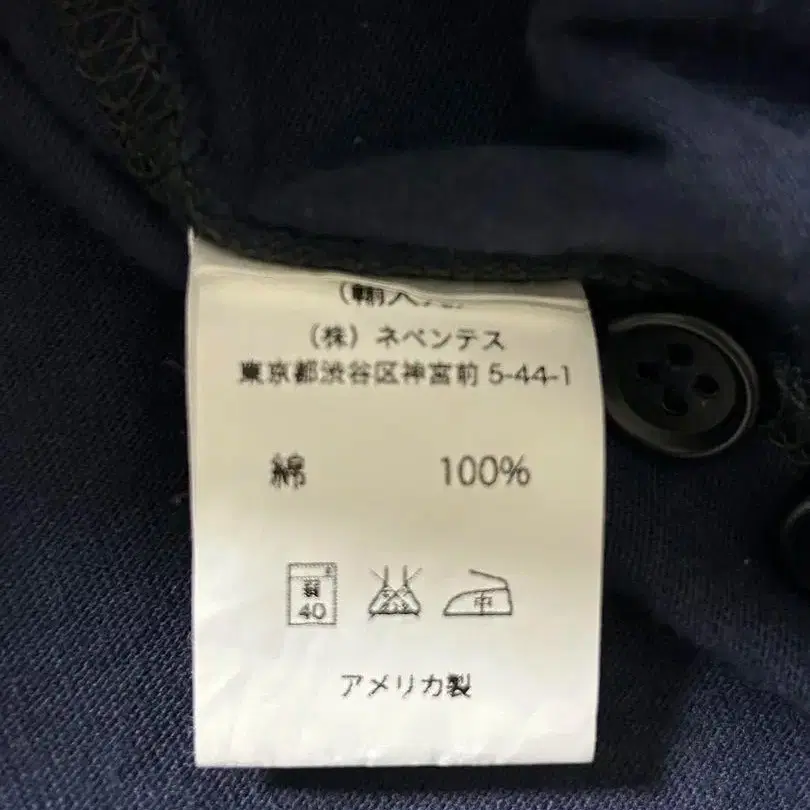 (株) ネペンテス
東京都渋谷区神宮前 5-44-1
綿 100%
弱
40
中
アメリカ製